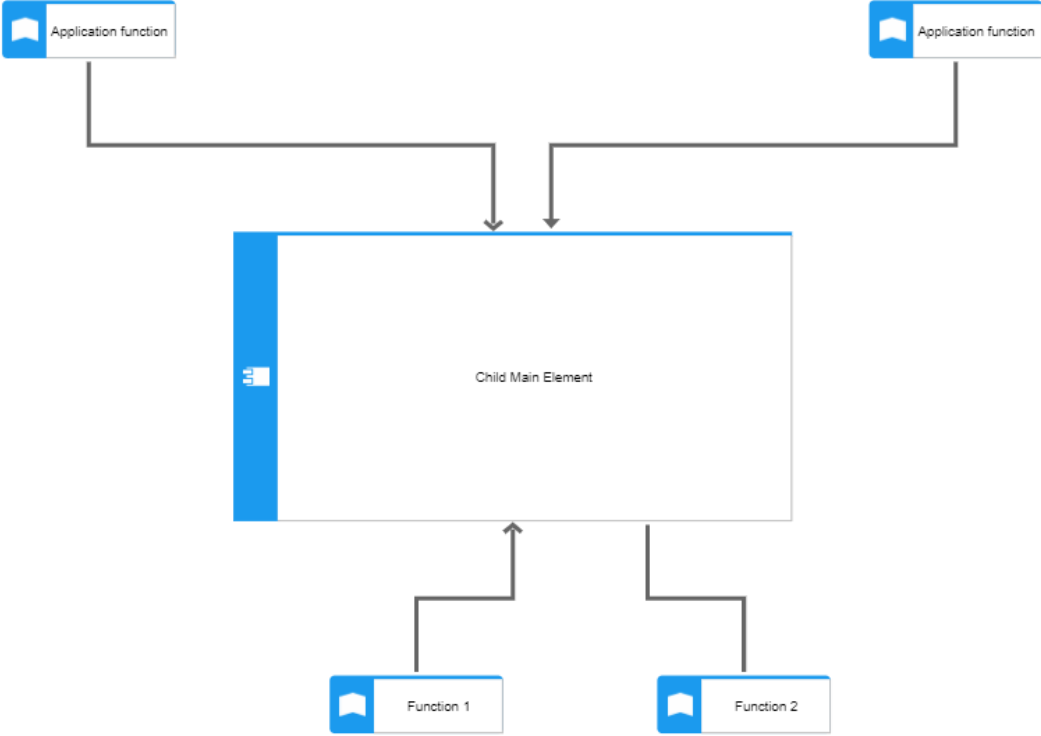 Application function
Application function
Child Main Element
Function 1
Function 2